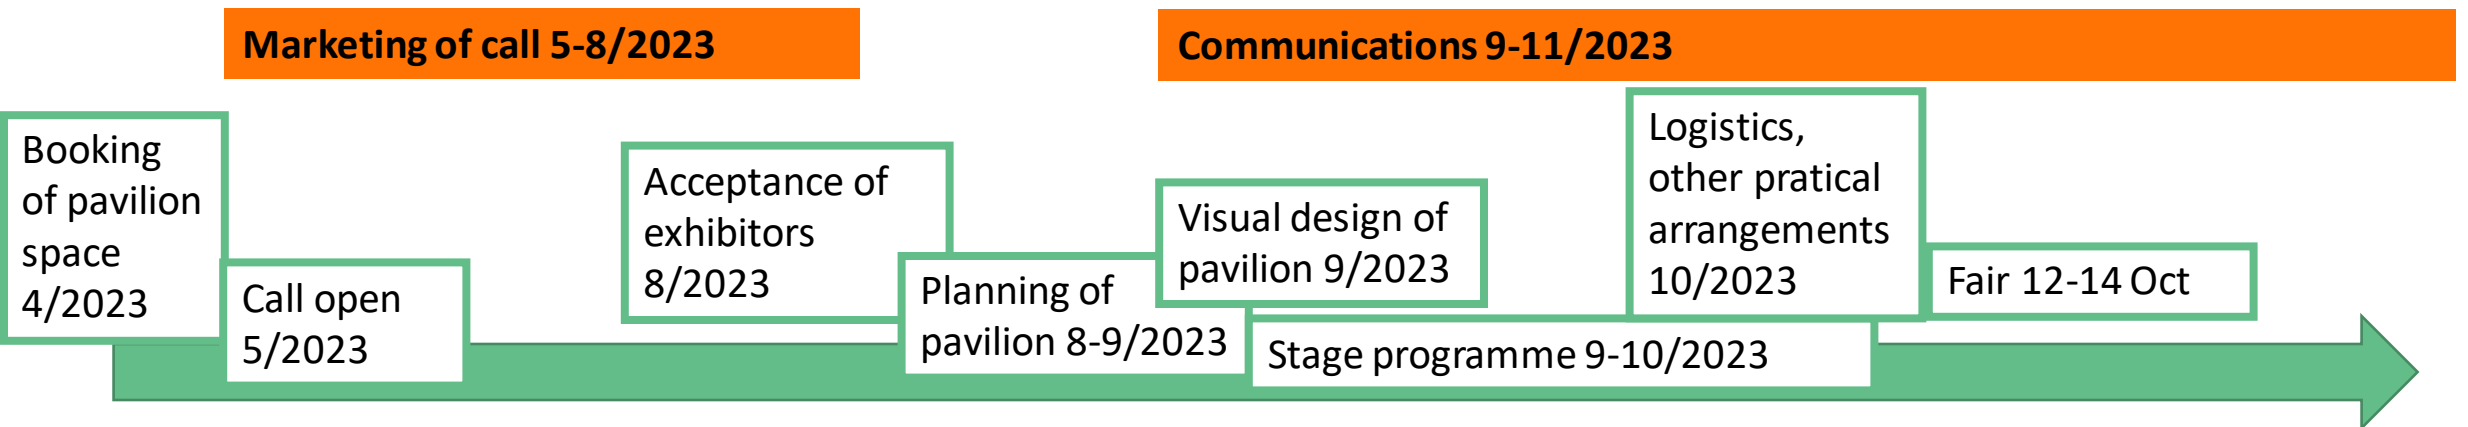 Marketing of call 5-8/2023
Communications 9-11/2023
Booking
of pavilion
space
4/2023
Call open
5/2023
Acceptance of
exhibitors
8/2023
Planning of
pavilion 8-9/2023
Visual design of
pavilion 9/2023
Stage programme 9-10/2023
Logistics,
other pratical
arrangements
10/2023
Fair 12-14 Oct